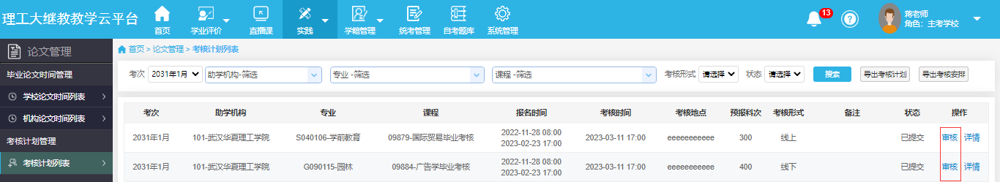 理工大继教教学云平台
首页 学业评价 直播课 实践 学籍管理 统考管理 自考题库 系统管理
13
蒋老师
角色：主考学校
论文管理
首页 > 论文管理 > 考核计划列表
毕业论文时间管理
学校论文时间列表
机构论文时间列表
考核计划管理
考核计划列表
考次 2031年1月 助学机构-筛选 专业 -筛选 课程 -筛选 考核形式 请选择 状态 请选择 搜索 导出考核计划 导出考核安排
考次 助学机构 专业 课程 报名时间 考核时间 考核地点 预报科次 考核形式 备注 状态 操作
2031年1月 101-武汉华夏理工学院 S040106-学前教育 09879-国际贸易毕业考核 2022-11-28 08:00 2023-03-11 17:00 eeeeeeeeeee 300 线上 已提交 审核 详情
2023-02-23 17:00
2031年1月 101-武汉华夏理工学院 G090115-园林 09884-广告学毕业考核 2022-11-28 08:00 2023-03-11 17:00 eeeeeeeeeee 400 线下 已提交 审核 详情
2023-02-23 17:00